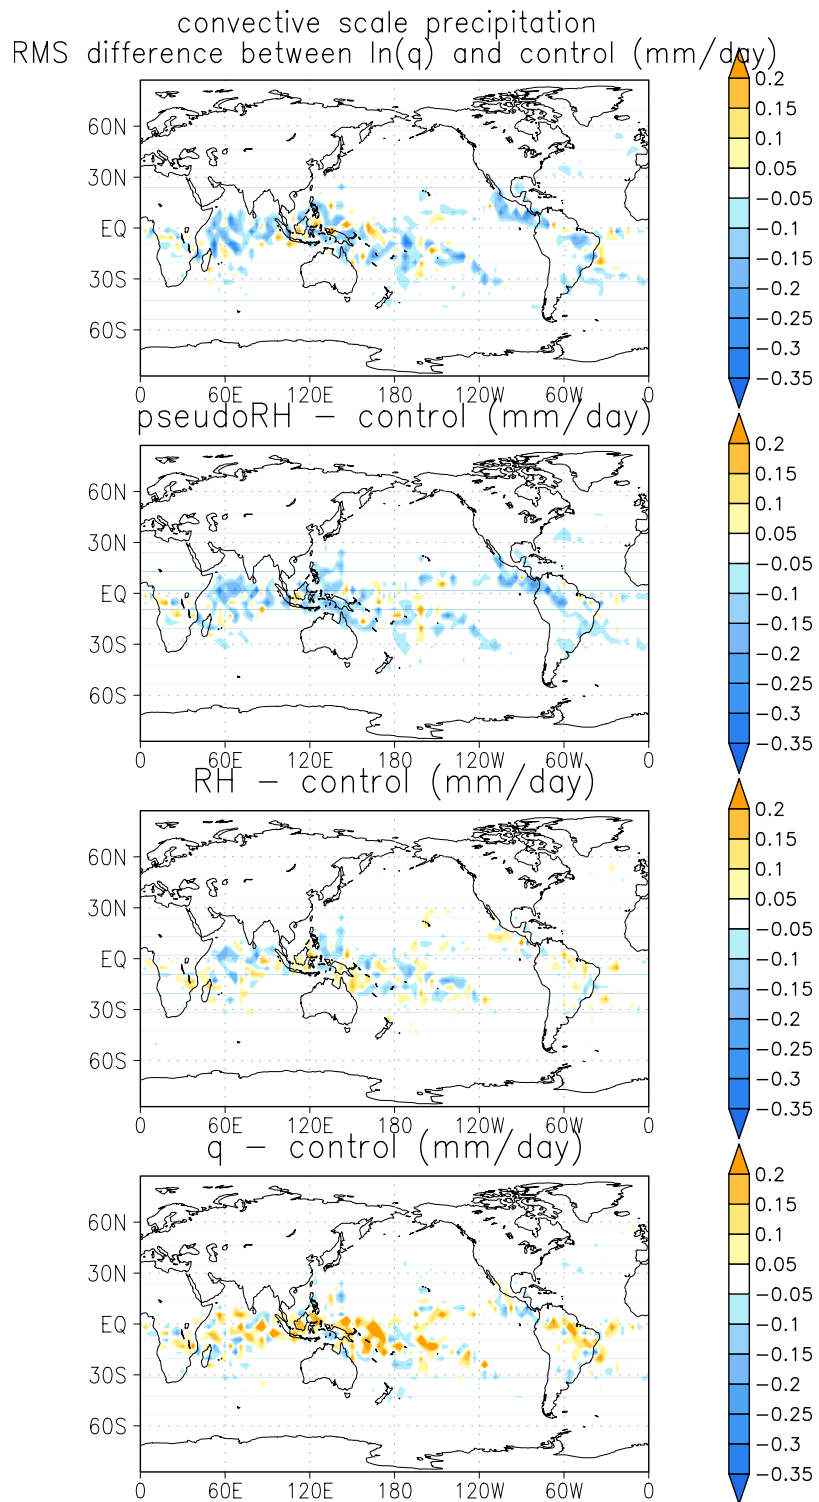 convective scale precipitation
RMS difference between ln(q) and control (mm/day)
0.2
0.15
0.1
0.05
-0.05
-0.1
-0.15
-0.2
-0.25
-0.3
-0.35
60N
30N
EQ
30S
60S
0 60E 120E 180 120W 60W 0
pseudoRH - control (mm/day)
0.2
0.15
0.1
0.05
-0.05
-0.1
-0.15
-0.2
-0.25
-0.3
-0.35
60N
30N
EQ
30S
60S
0 60E 120E 180 120W 60W 0
RH - control (mm/day)
0.2
0.15
0.1
0.05
-0.05
-0.1
-0.15
-0.2
-0.25
-0.3
-0.35
60N
30N
EQ
30S
60S
0 60E 120E 180 120W 60W 0
q - control (mm/day)
0.2
0.15
0.1
0.05
-0.05
-0.1
-0.15
-0.2
-0.25
-0.3
-0.35
60N
30N
EQ
30S
60S
0 60E 120E 180 120W 60W 0